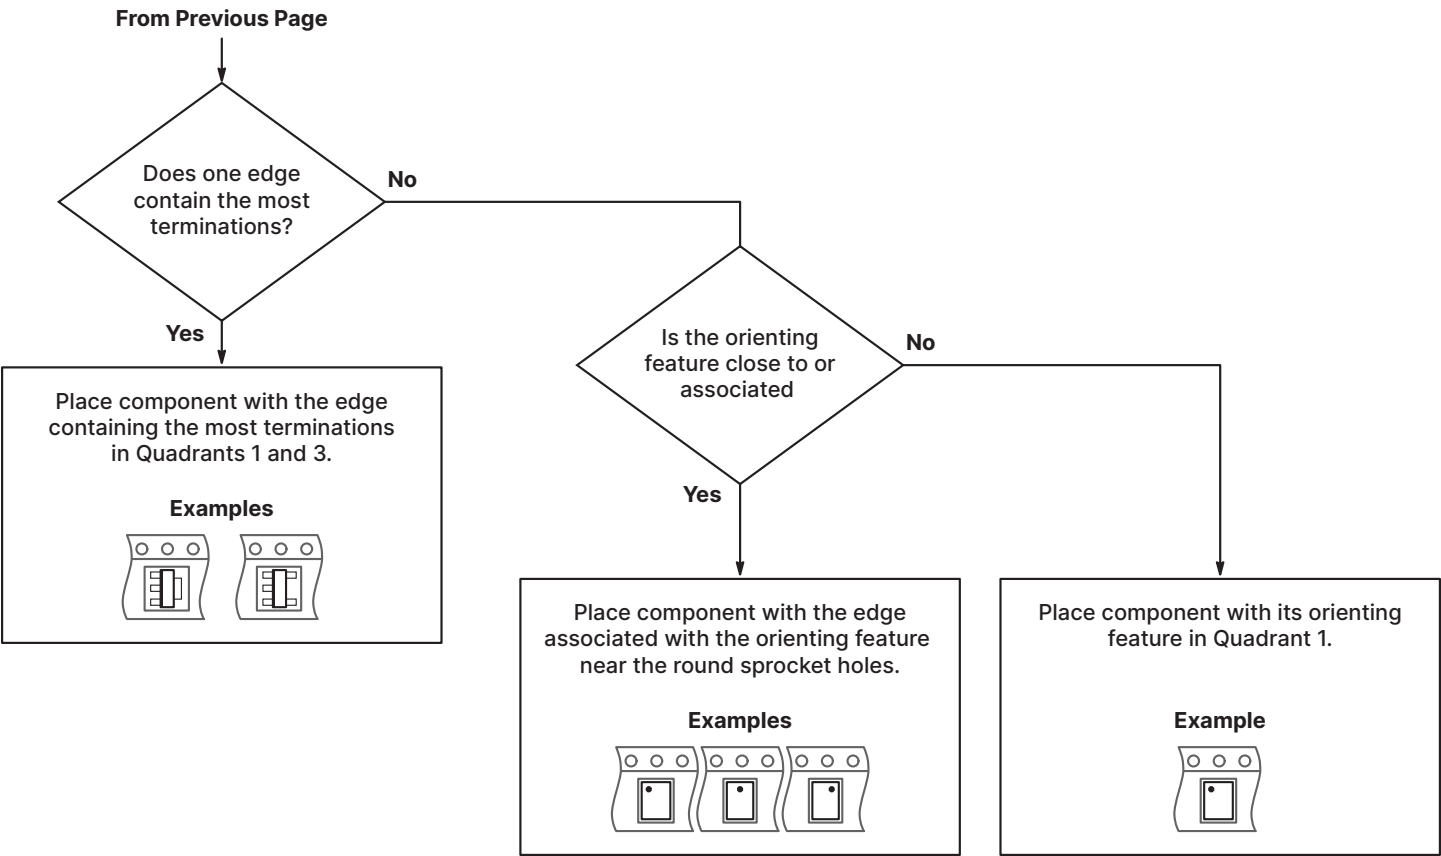 From Previous Page
Does one edge
contain the most
terminations?
No
Yes
Place component with the edge
containing the most terminations
in Quadrants 1 and 3.
Examples
Is the orienting
feature close to or
associated
No
Yes
Place component with the edge
associated with the orienting feature
near the round sprocket holes.
Examples
Place component with its orienting
feature in Quadrant 1.
Example